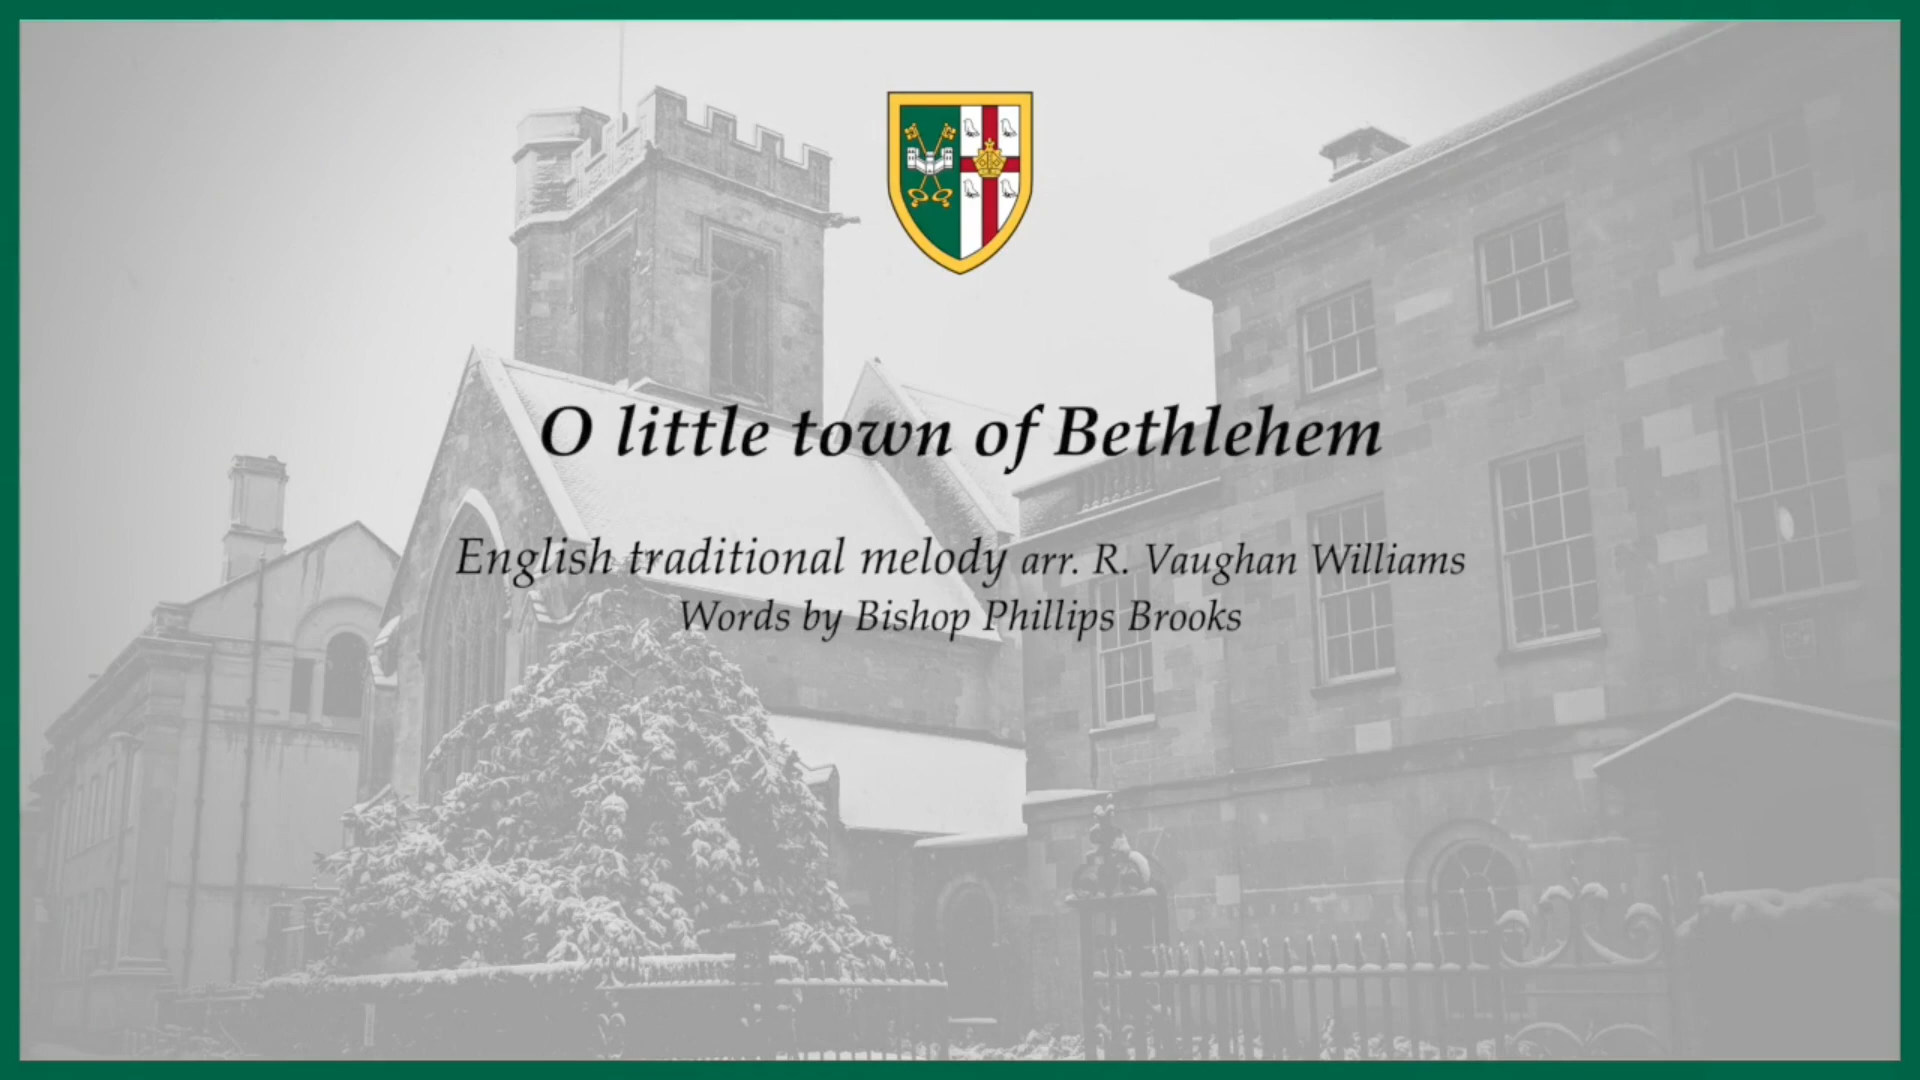 O little town of Bethlehem
English traditional melody arr. R. Vaughan Williams
Words by Bishop Phillips Brooks